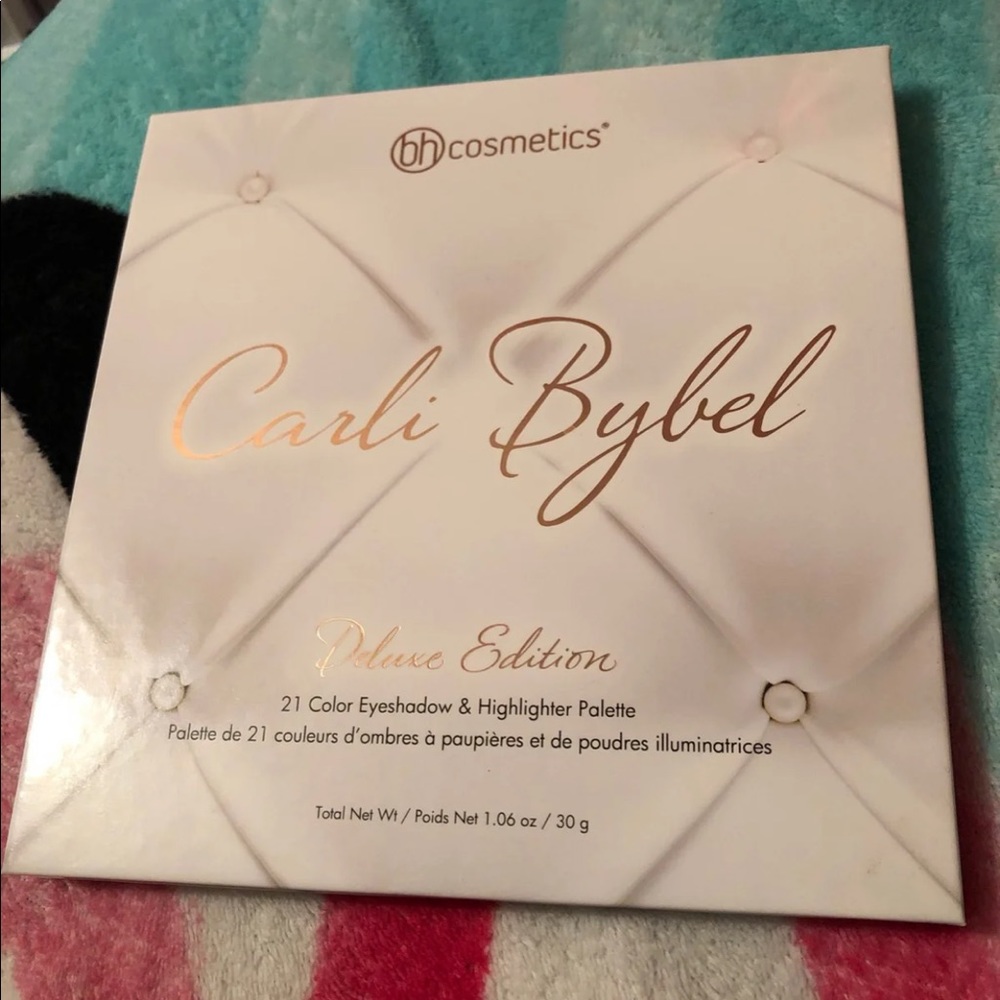 bh cosmetics®
Carli Bybel
Deluxe Edition
21 Color Eyeshadow & Highlighter Palette
Palette de 21 couleurs d'ombres à paupières et de poudres illuminatrices
Total Net Wt / Poids Net 1.06 oz / 30 g